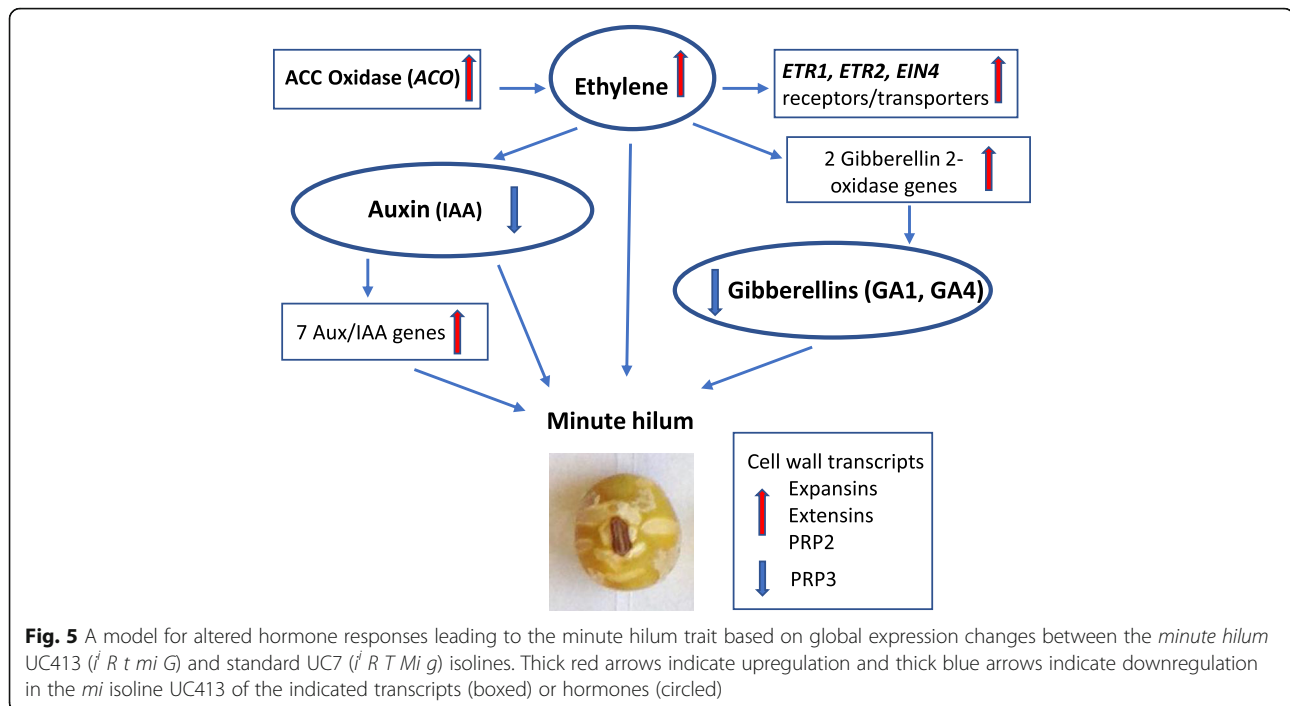 ACC Oxidase (ACO)
Ethylene
ETR1, ETR2, EIN4
receptors/transporters
2 Gibberellin 2-
oxidase genes
Auxin (IAA)
Gibberellins (GA1, GA4)
7 Aux/IAA genes
Minute hilum
Cell wall transcripts
Expansins
Extensins
PRP2
PRP3
Fig. 5 A model for altered hormone responses leading to the minute hilum trait based on global expression changes between the minute hilum
UC413 (iⁱ R t mi G) and standard UC7 (iⁱ R T Mi g) isolines. Thick red arrows indicate upregulation and thick blue arrows indicate downregulation
in the mi isoline UC413 of the indicated transcripts (boxed) or hormones (circled)